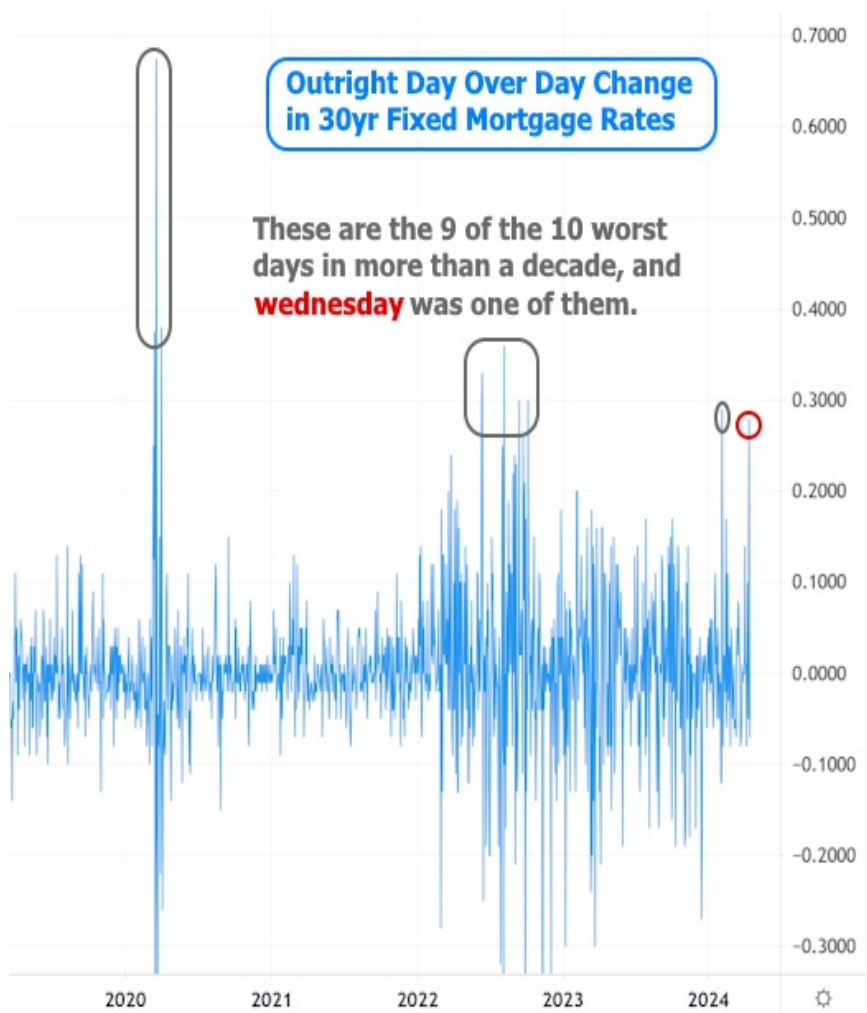 0.7000
Outright Day Over Day Change
in 30yr Fixed Mortgage Rates
0.6000
These are the 9 of the 10 worst
0.5000
days in more than a decade, and
wednesday was one of them.
0.4000
0.3000
0.2000
0.1000
0.0000
-0.1000
-0.2000
-0.3000
2020 2021 2022 2023 2024